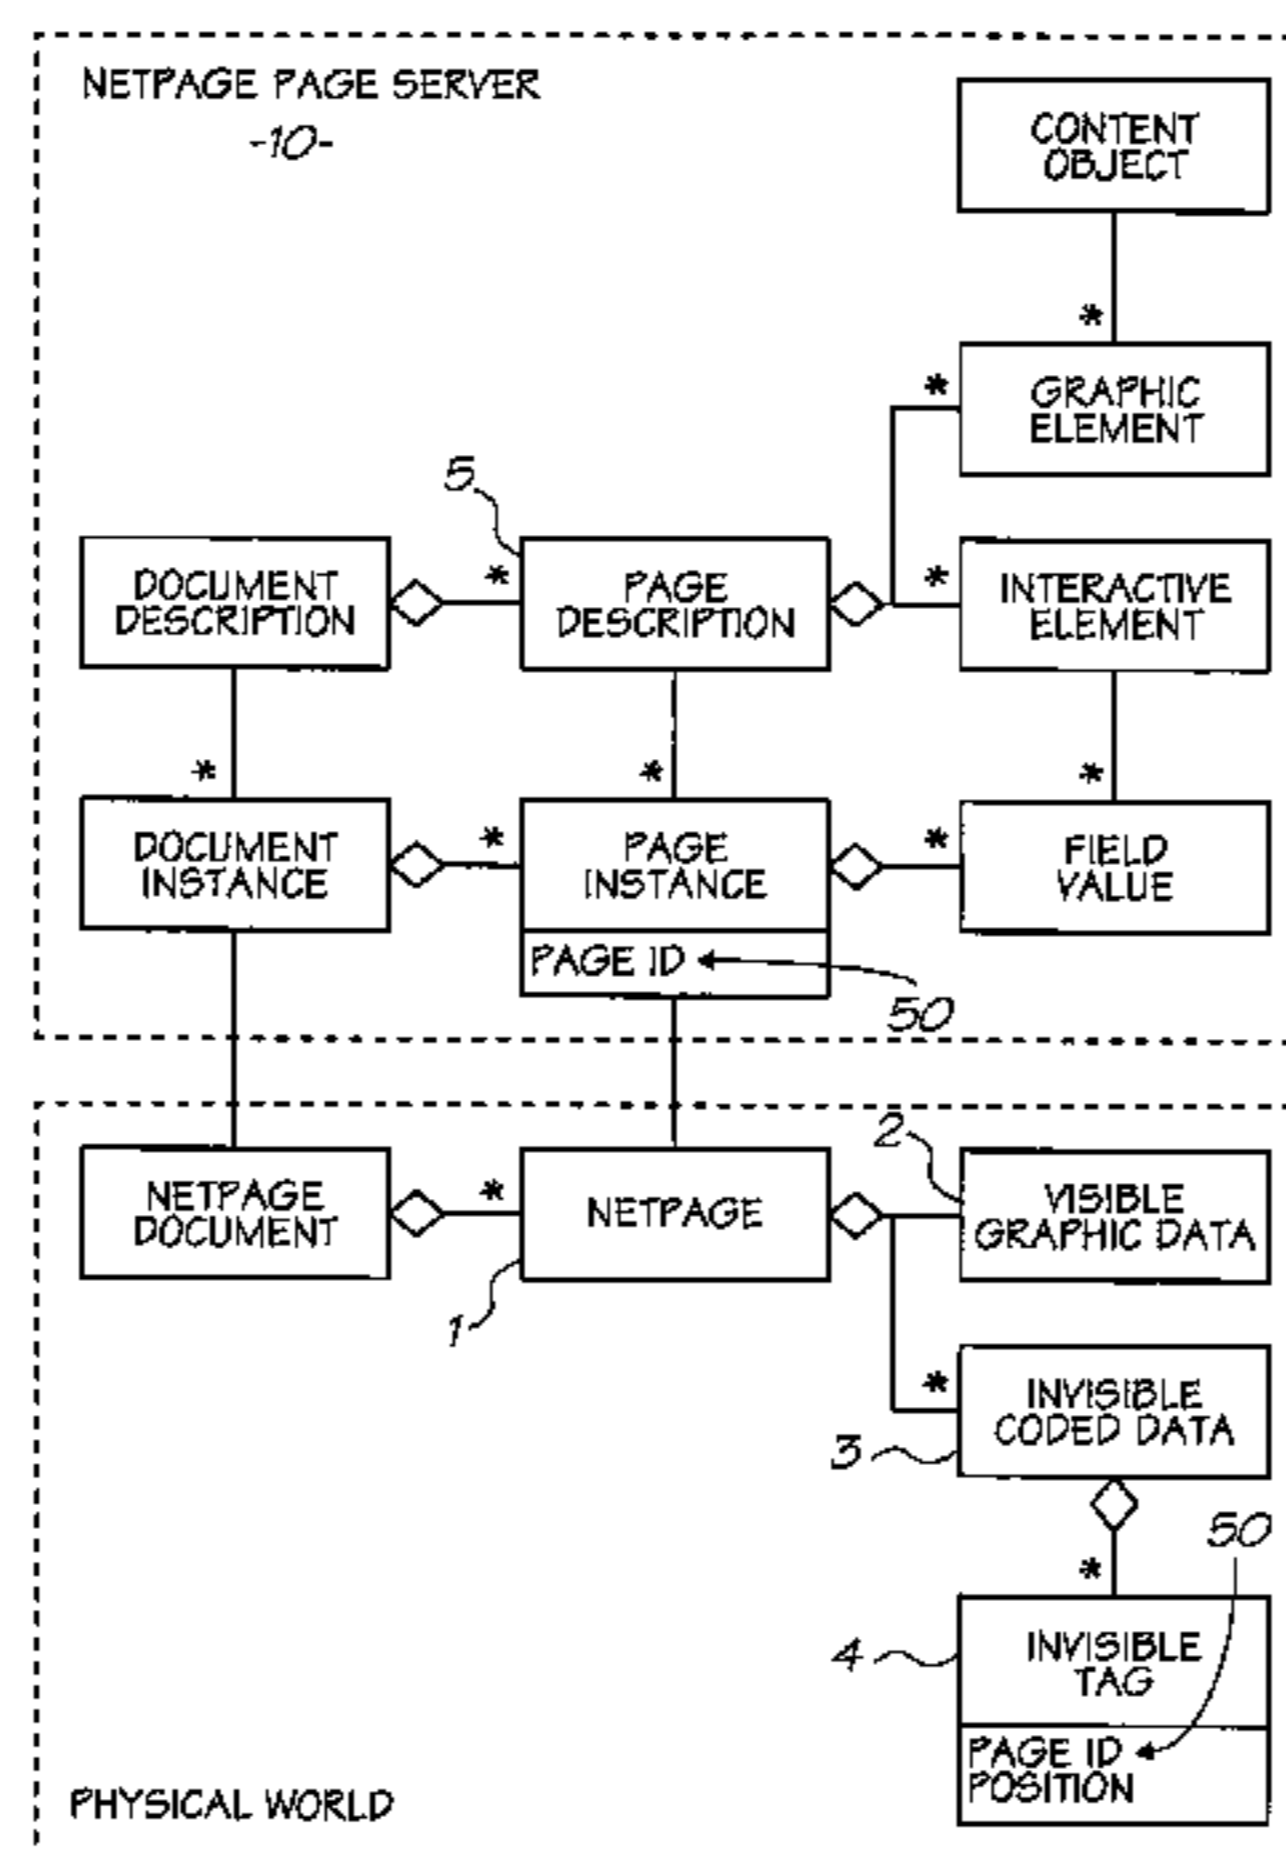 NETPAGE PAGE SERVER
-10-
CONTENT
OBJECT
*
*
GRAPHIC
ELEMENT
5
DOCUMENT
DESCRIPTION
*
PAGE
DESCRIPTION
*
INTERACTIVE
ELEMENT
*
*
*
DOCUMENT
INSTANCE
*
PAGE
INSTANCE
*
FIELD
VALUE
PAGE ID
50
2
NETPAGE
DOCUMENT
*
NETPAGE
VISIBLE
GRAPHIC DATA
1
*
INVISIBLE
CODED DATA
3
50
*
4
INVISIBLE
TAG
PAGE ID
POSITION
PHYSICAL WORLD